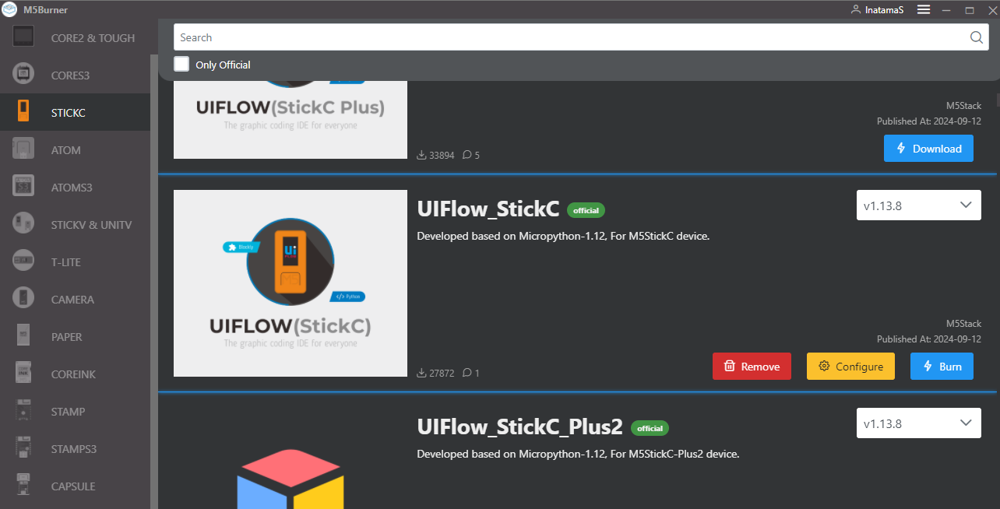 M5Burner
InatamaS
CORE2 & TOUGH
CORES3
STICKC
ATOM
ATOMS3
STICKV & UNITV
T-LITE
CAMERA
PAPER
COREINK
STAMP
STAMPS3
CAPSULE
Search
Only Official
UIFLOW(StickC Plus)
The graphic coding IDE for everyone
33894 5
M5Stack
Published At: 2024-09-12
Download
Blockly
Ui
FLOW
M5
</> Python
UIFLOW(StickC)
The graphic coding IDE for everyone
UIFlow_StickC official
v1.13.8
Developed based on Micropython-1.12, For M5StickC device.
27872 1
M5Stack
Published At: 2024-09-12
Remove Configure Burn
UIFlow_StickC_Plus2 official
v1.13.8
Developed based on Micropython-1.12, For M5StickC-Plus2 device.